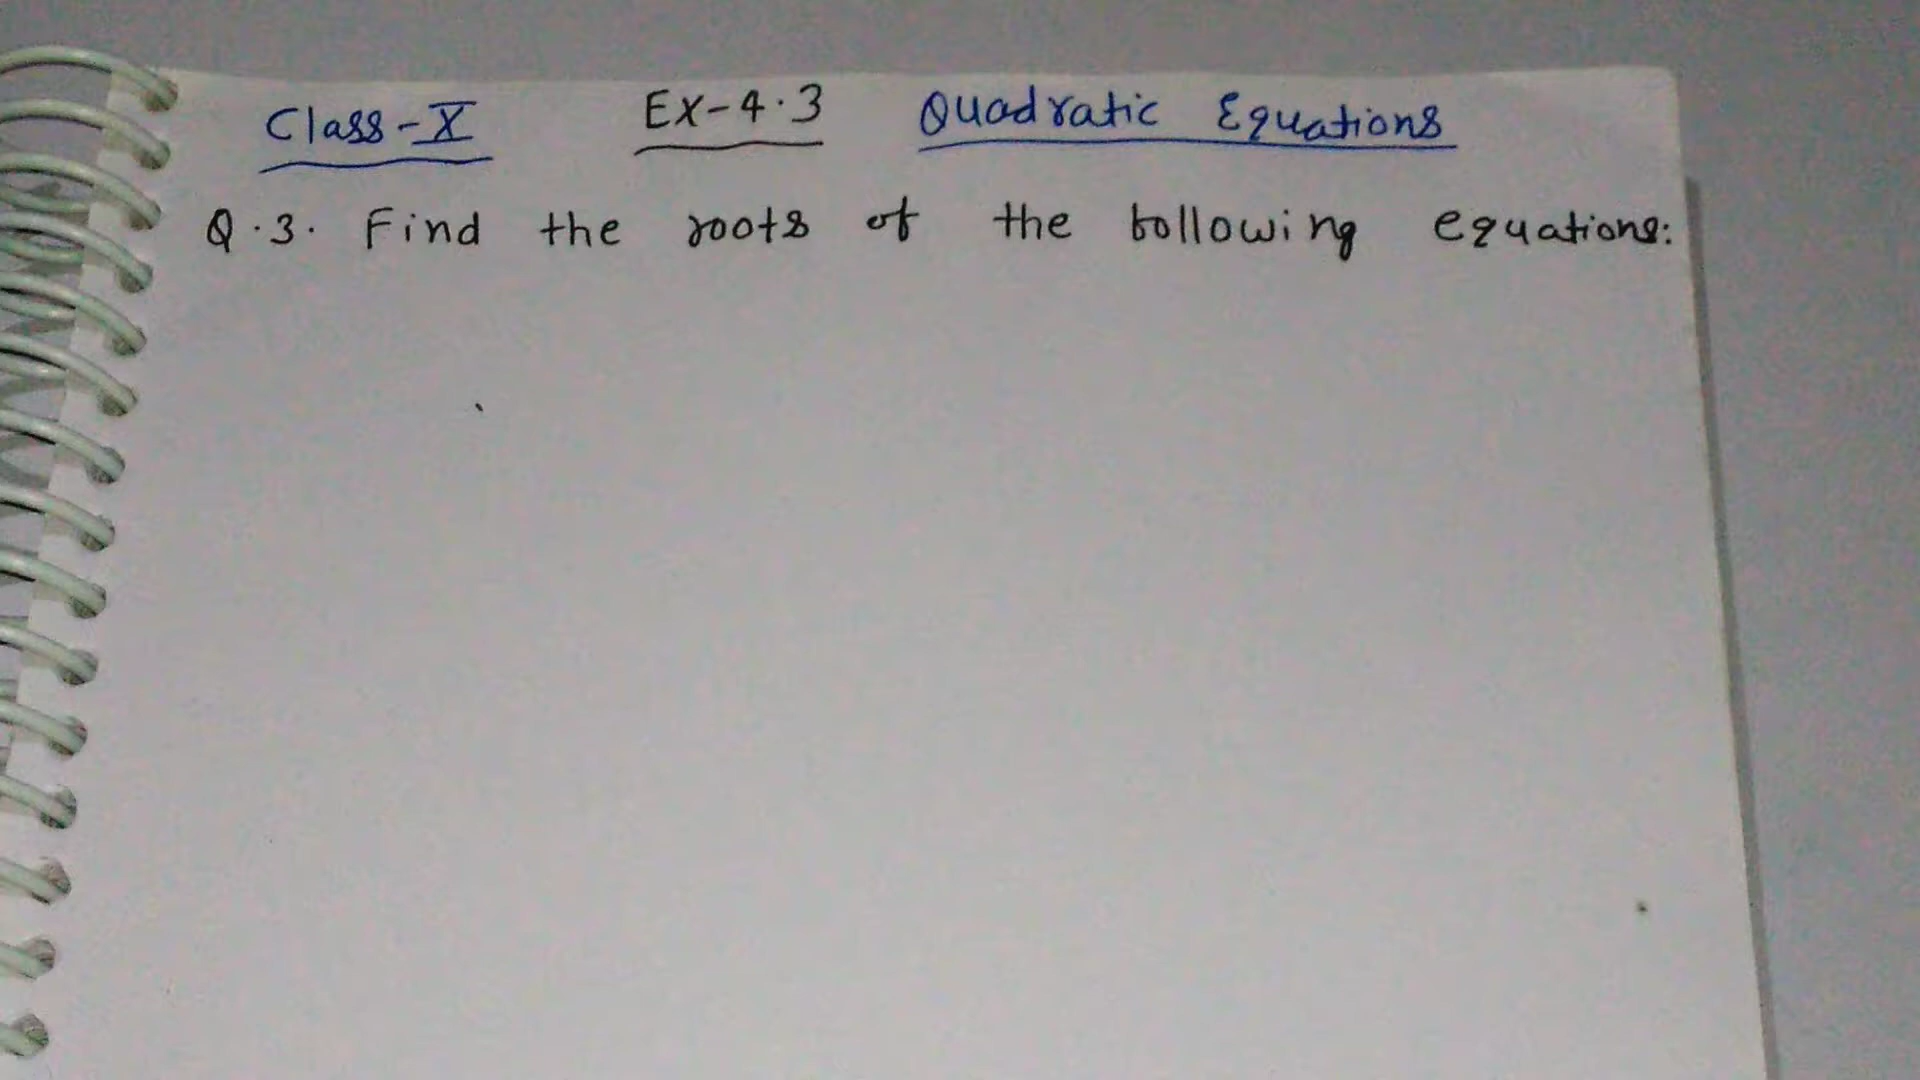 Class-X Ex-4.3 Quadratic Equations
Q.3. Find the roots of the following equations: